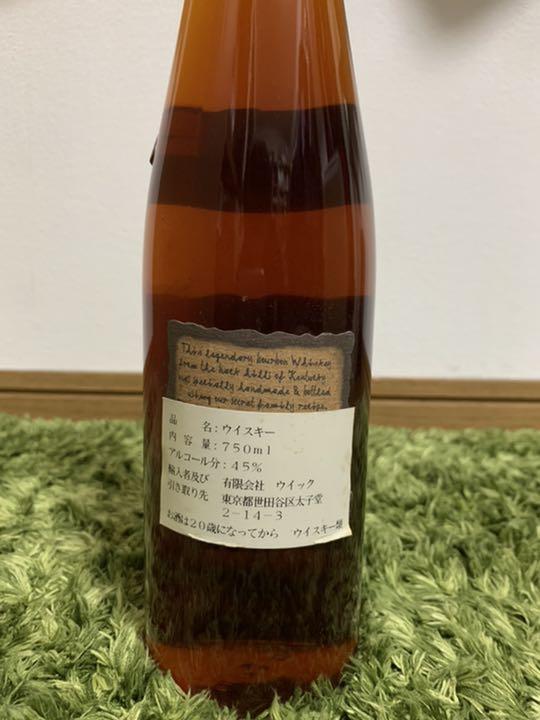 This legendary bourbon Whiskey
from the back hills of Kentucky
was specially handmade & bottled
using our secret family recipe.
品 名:ウイスキー
内 容 量:750ml
アルコール分:45%
輸入者及び 有限会社 ウイック
引き取り先 東京都世田谷区太子堂
2-14-3
お酒は20歳になってから ウイスキー類